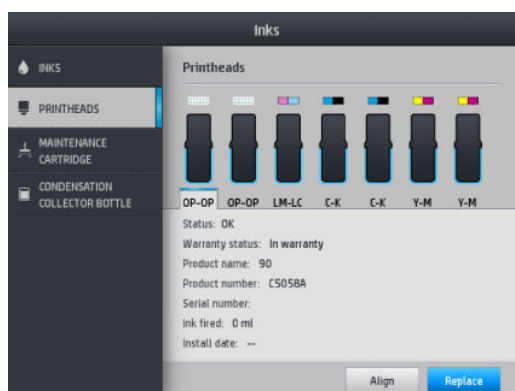 Inks
INKS
PRINTHEADS
MAINTENANCE
CARTRIDGE
CONDENSATION
COLLECTOR BOTTLE
Printheads
OP-OP OP-OP LM-LC C-K C-K Y-M Y-M
Status: OK
Warranty status: In warranty
Product name: 90
Product number: C5058A
Serial number:
Ink fired: 0 ml
Install date: --
Align Replace